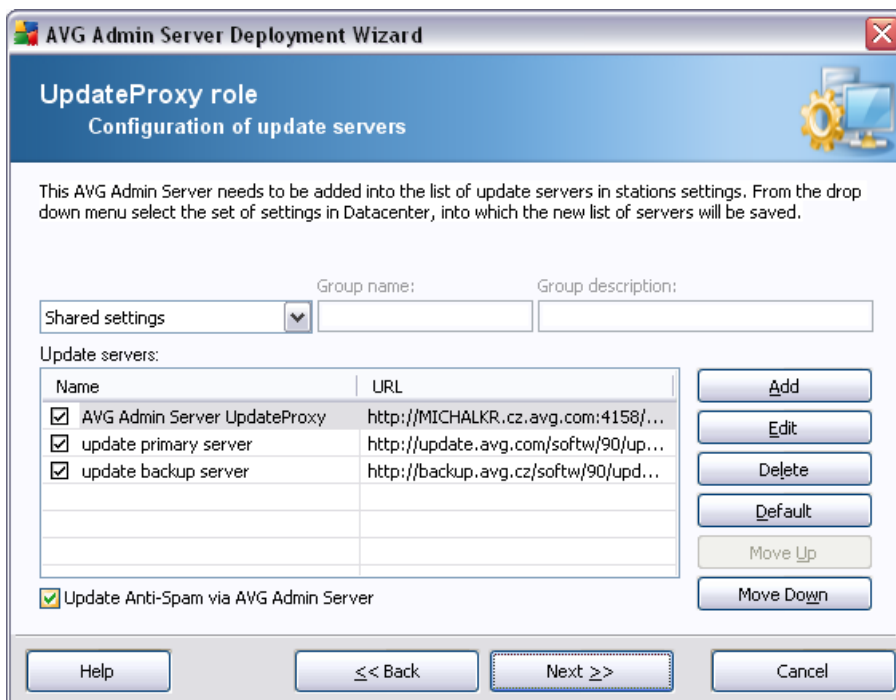 AVG Admin Server Deployment Wizard
UpdateProxy role
Configuration of update servers
This AVG Admin Server needs to be added into the list of update servers in stations settings. From the drop
down menu select the set of settings in Datacenter, into which the new list of servers will be saved.
Group name: Group description:
Shared settings
Update servers:
Name URL
AVG Admin Server UpdateProxy http://MICHALKR.cz.avg.com:4158/...
update primary server http://update.avg.com/softw/90/up...
update backup server http://backup.avg.cz/softw/90/upd...
Add
Edit
Delete
Default
Move Up
Move Down
Update Anti-Spam via AVG Admin Server
Help << Back Next >> Cancel